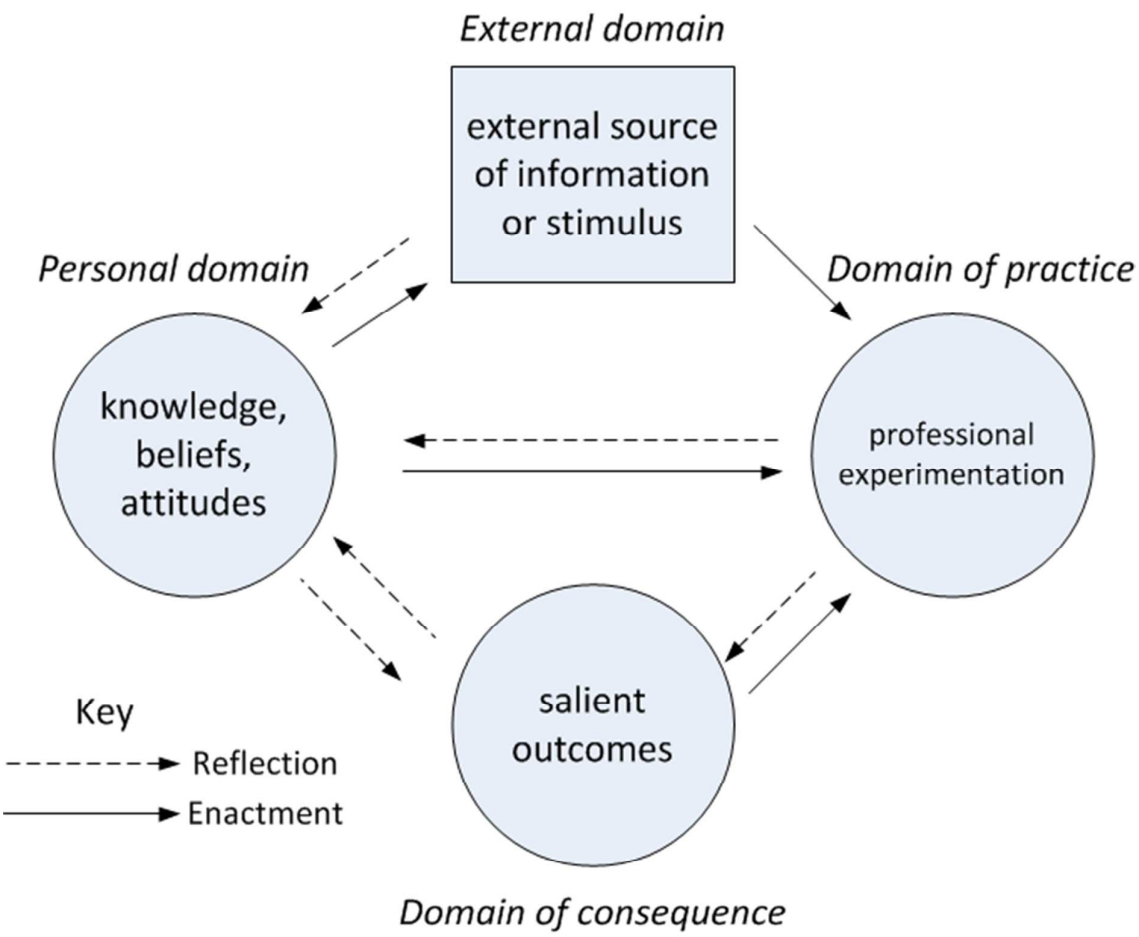 External domain
external source
of information
or stimulus
Personal domain
Domain of practice
knowledge,
beliefs,
attitudes
professional
experimentation
salient
outcomes
Key
Reflection
Enactment
Domain of consequence